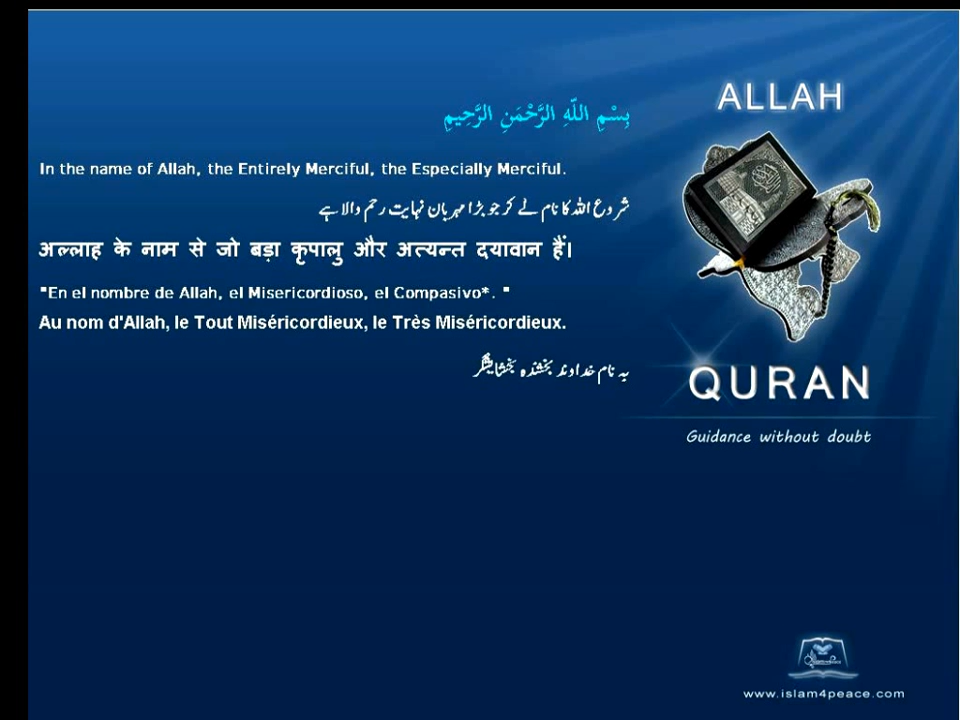 بِسْمِ اللّهِ الرَّحْمَنِ الرَّحِيمِ
In the name of Allah, the Entirely Merciful, the Especially Merciful.
شروع اللہ کا نام لے کر جو بڑا مہربان نہایت رحم والا ہے
अल्लाह के नाम से जो बड़ा कृपालु और अत्यन्त दयावान हैं।
"En el nombre de Allah, el Misericordioso, el Compasivo*. "
Au nom d'Allah, le Tout Miséricordieux, le Très Miséricordieux.
به نام خداوند بخشنده بخشایشگر
ALLAH
QURAN
Guidance without doubt
www.islam4peace.com